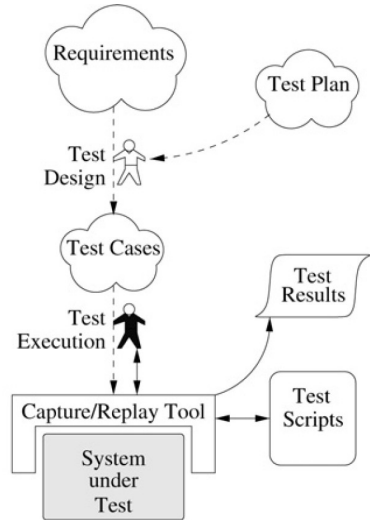 Requirements
Test Plan
Test
Design
Test Cases
Test
Results
Test
Execution
Capture/Replay Tool
Test
Scripts
System
under
Test